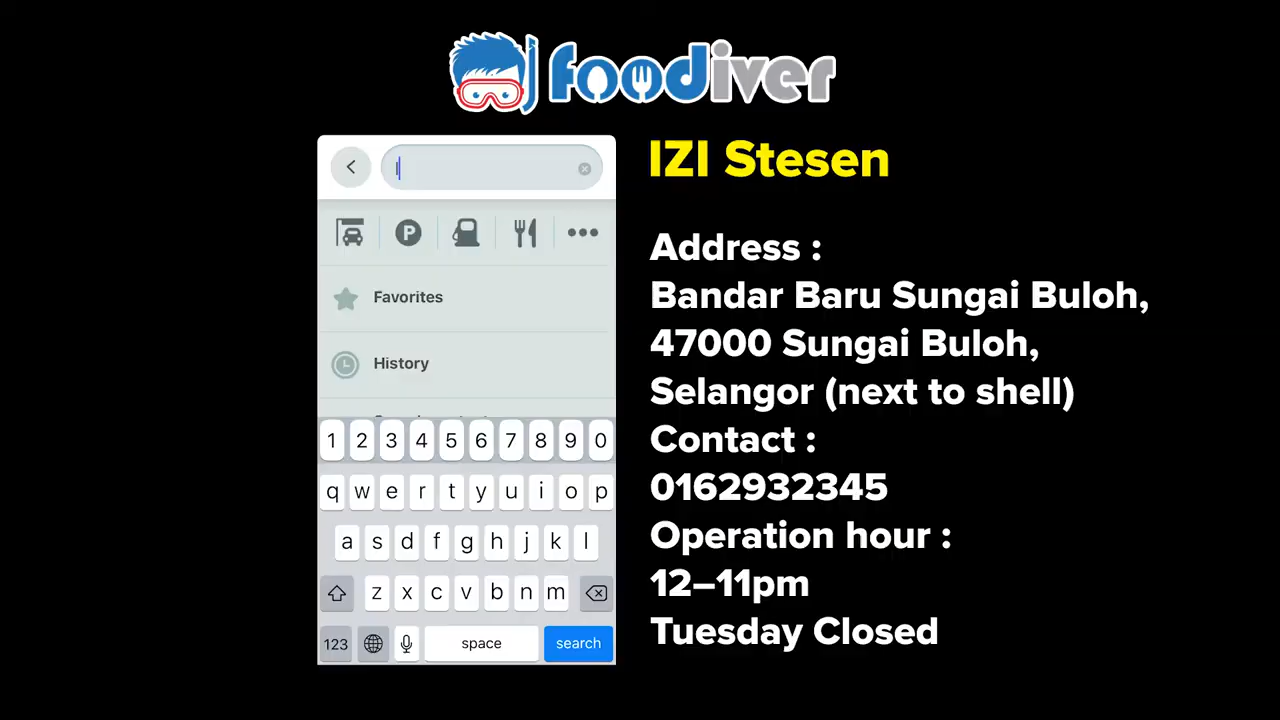 foodiver
IZI Stesen
I
P
Favorites
History
1 2 3 4 5 6 7 8 9 0
q w e r t y u i o p
a s d f g h j k l
z x c v b n m
123 space search
Address :
Bandar Baru Sungai Buloh,
47000 Sungai Buloh,
Selangor (next to shell)
Contact :
0162932345
Operation hour :
12–11pm
Tuesday Closed